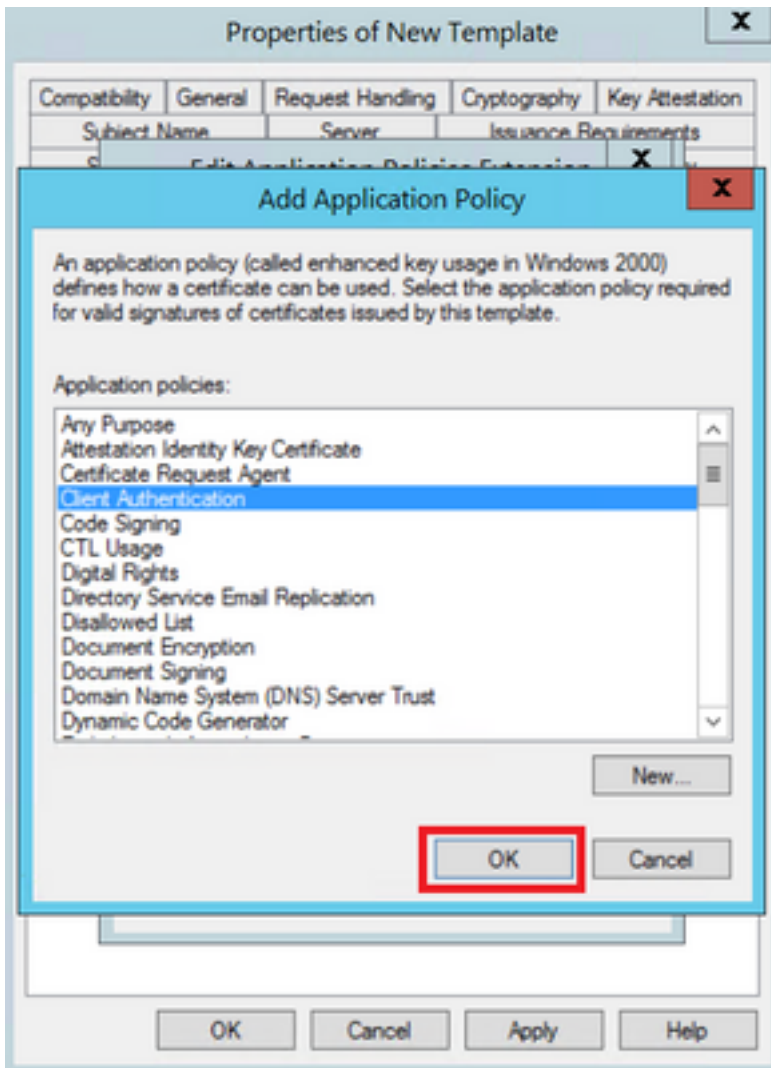 Properties of New Template
x
Compatibility General Request Handling Cryptography Key Attestation
Subject Name Server Issuance Requirements
Edit Application Policies Extension x
Add Application Policy x
An application policy (called enhanced key usage in Windows 2000)
defines how a certificate can be used. Select the application policy required
for valid signatures of certificates issued by this template.
Application policies:
Any Purpose
Attestation Identity Key Certificate
Certificate Request Agent
Client Authentication
Code Signing
CTL Usage
Digital Rights
Directory Service Email Replication
Disallowed List
Document Encryption
Document Signing
Domain Name System (DNS) Server Trust
Dynamic Code Generator
New...
OK Cancel
OK Cancel Apply Help